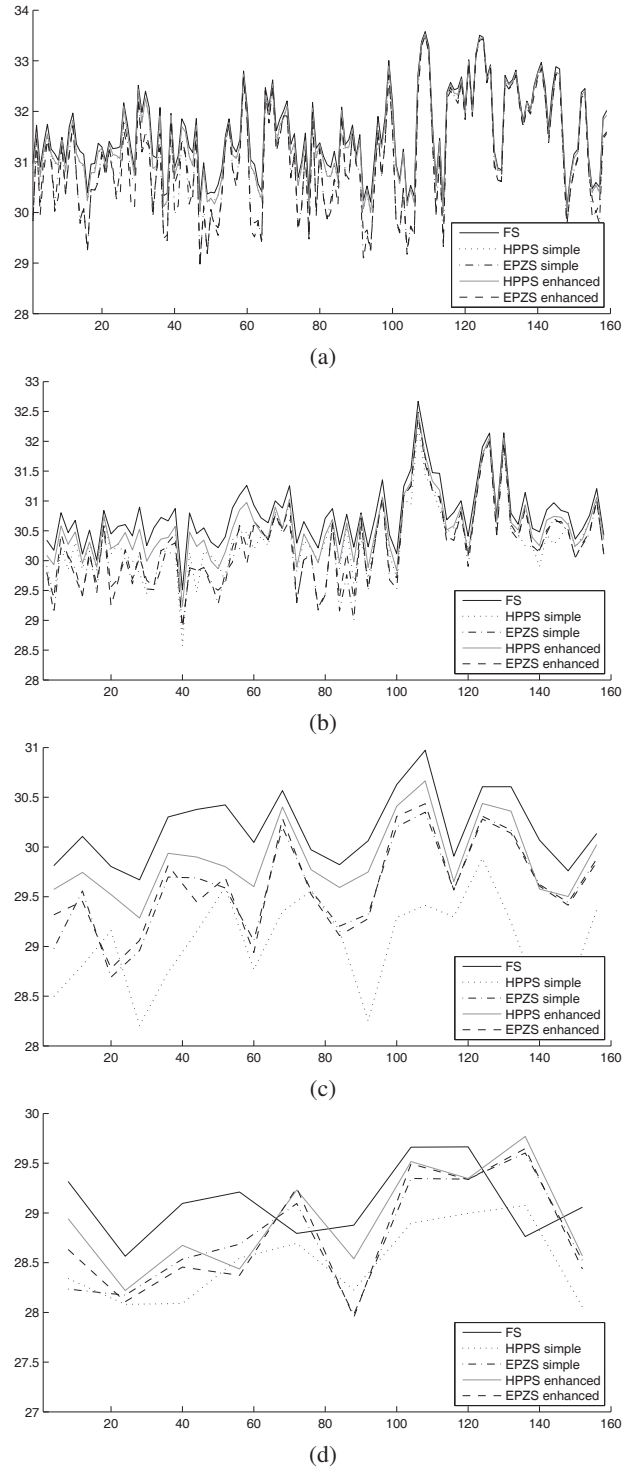 34
33
32
31
30
29
28
20 40 60 80 100 120 140 160
FS
HPPS simple
EPZS simple
HPPS enhanced
EPZS enhanced
(a)
33
32.5
32
31.5
31
30.5
30
29.5
29
28.5
28
20 40 60 80 100 120 140 160
FS
HPPS simple
EPZS simple
HPPS enhanced
EPZS enhanced
(b)
31
30.5
30
29.5
29
28.5
28
20 40 60 80 100 120 140 160
FS
HPPS simple
EPZS simple
HPPS enhanced
EPZS enhanced
(c)
30
29.5
29
28.5
28
27.5
27
20 40 60 80 100 120 140 160
FS
HPPS simple
EPZS simple
HPPS enhanced
EPZS enhanced
(d)